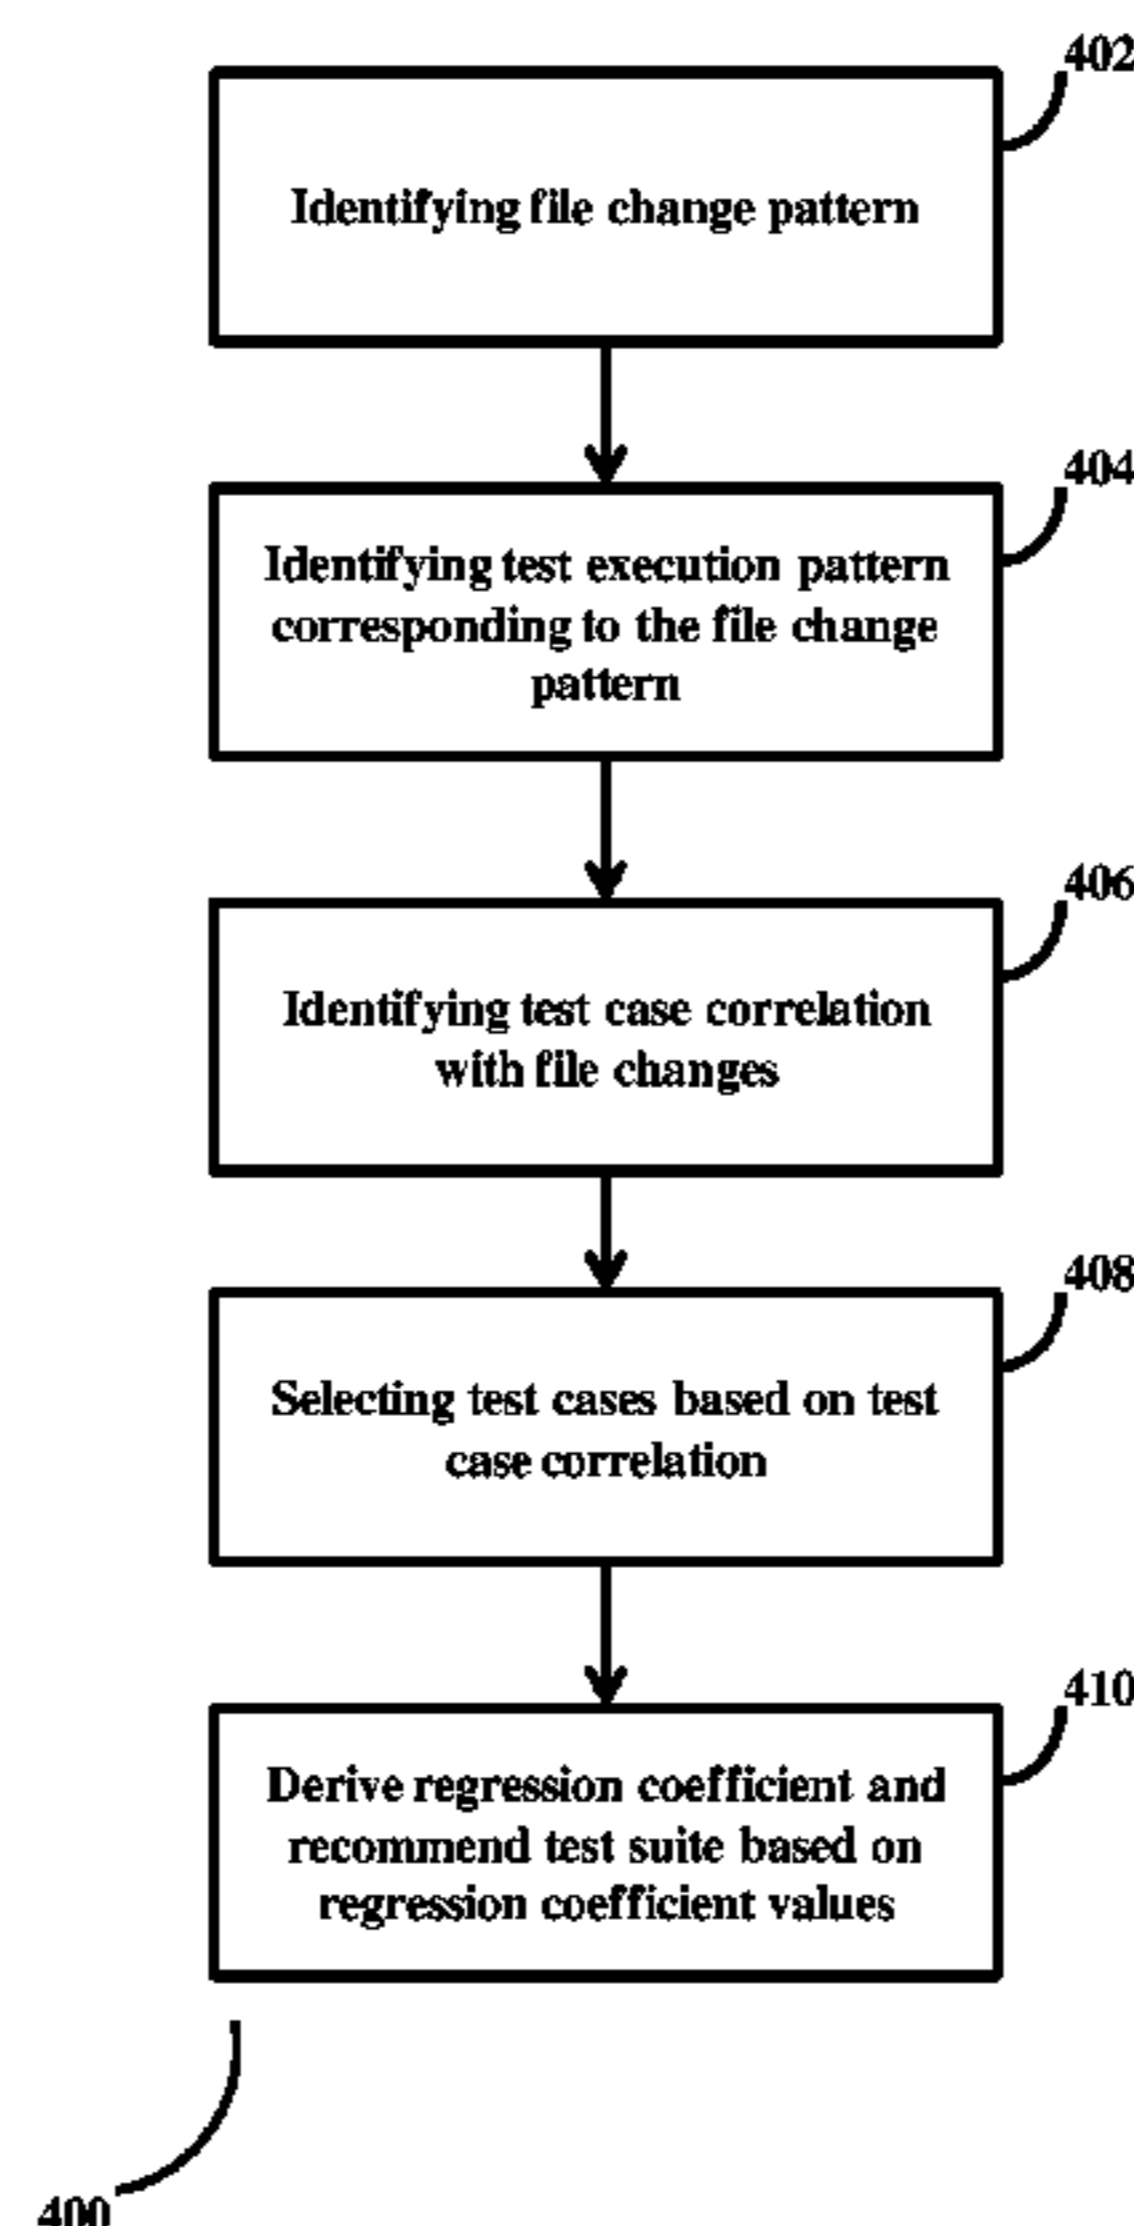 402
Identifying file change pattern
404
Identifying test execution pattern
corresponding to the file change
pattern
406
Identifying test case correlation
with file changes
408
Selecting test cases based on test
case correlation
410
Derive regression coefficient and
recommend test suite based on
regression coefficient values
400